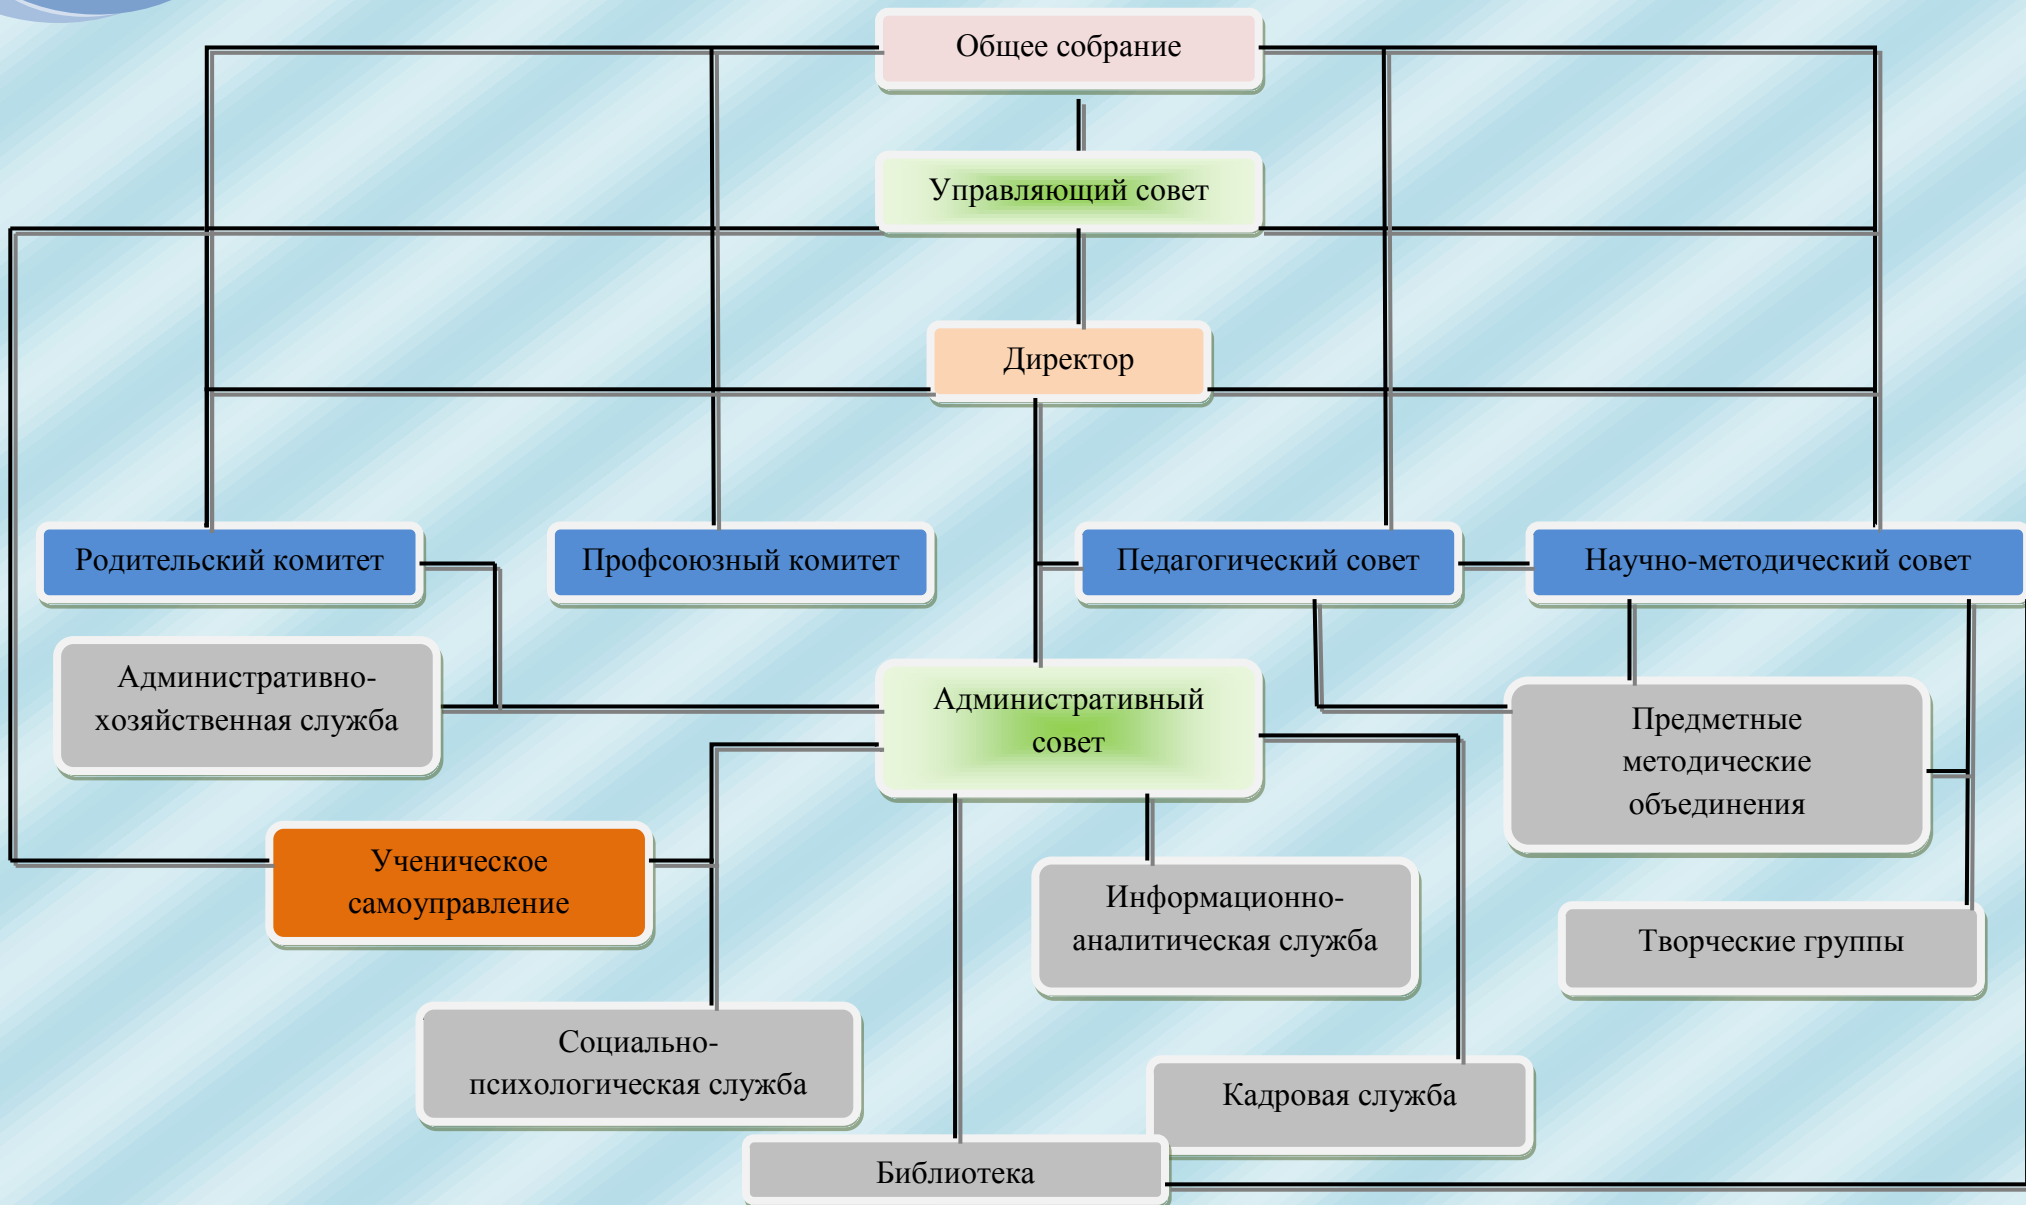 Общее собрание
Управляющий совет
Директор
Родительский комитет
Профсоюзный комитет
Педагогический совет
Научно-методический совет
Административно-
хозяйственная служба
Административный
совет
Предметные
методические
объединения
Ученическое
самоуправление
Информационно-
аналитическая служба
Творческие группы
Социально-
психологическая служба
Кадровая служба
Библиотека